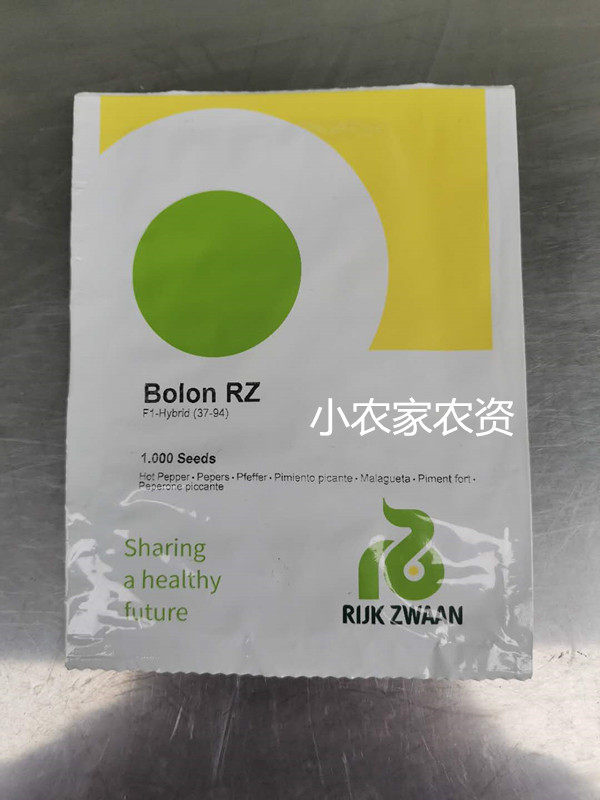 Bolon RZ
F1-Hybrid (37-94)
小农家农资
1.000 Seeds
Hot Pepper • Pepers • Pfeffer • Pimiento picante • Malagueta • Piment fort •
Peperone piccante
Sharing
a healthy
future
RIJK ZWAAN